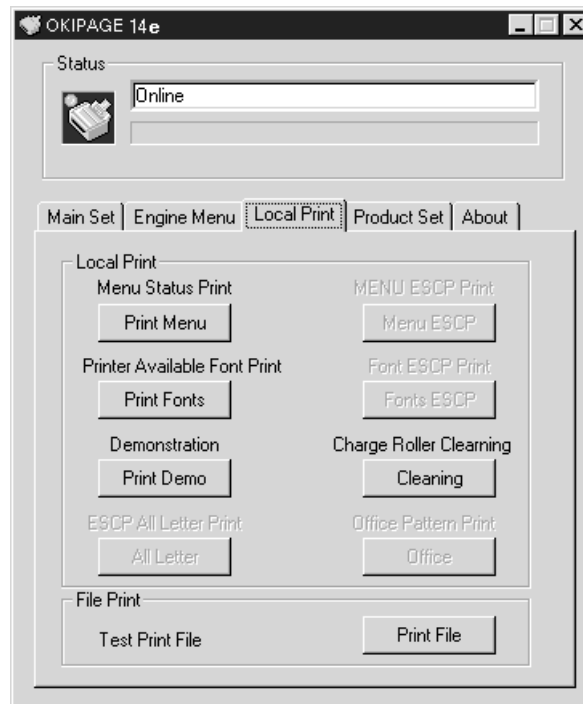 OKIPAGE 14e
Status
Online
Main Set Engine Menu Local Print Product Set About
Local Print
Menu Status Print MENU ESCP Print
Print Menu Menu ESCP
Printer Available Font Print Font ESCP Print
Print Fonts Fonts ESCP
Demonstration Charge Roller Clearning
Print Demo Cleaning
ESCP All Letter Print Office Pattern Print
All Letter Office
File Print
Test Print File Print File